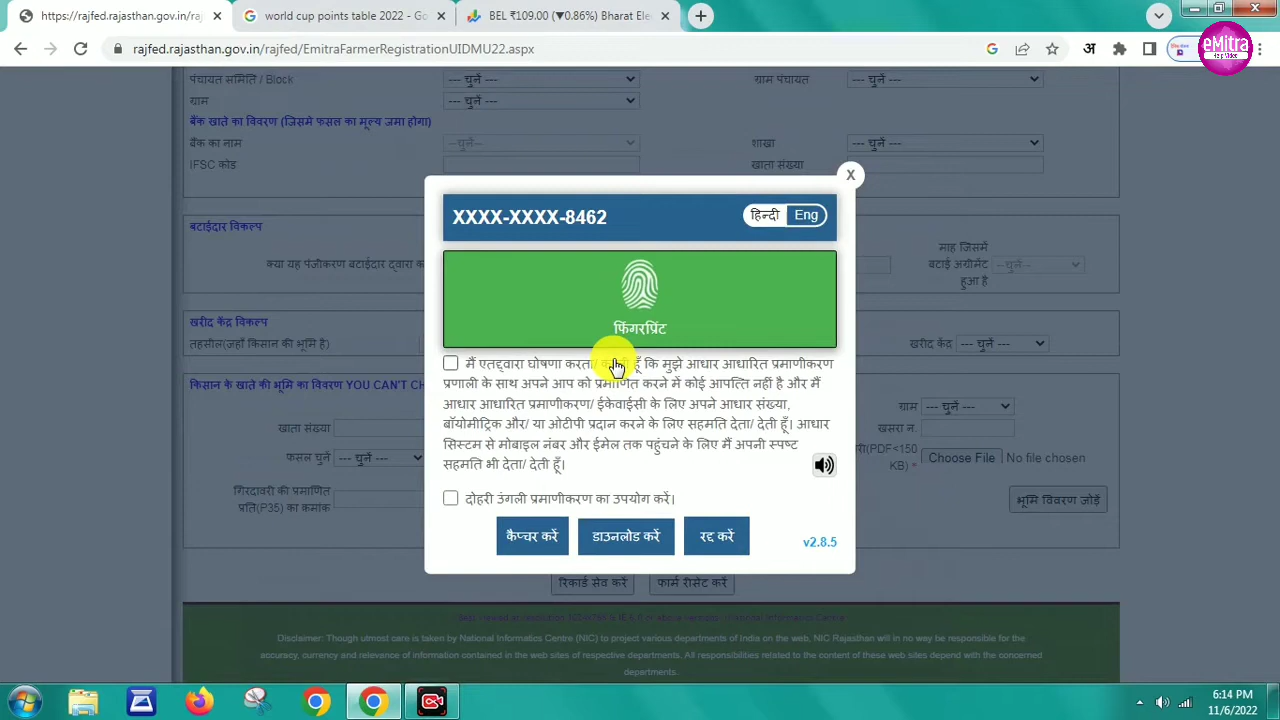 https://rajfed.rajasthan.gov.in/ra
world cup points table 2022 - Go
BEL ₹109.00 (▼0.86%) Bharat Ele
rajfed.rajasthan.gov.in/rajfed/EmitraFarmerRegistrationUIDMU22.aspx
अ
eMitra
Help Video
पंचायत समिति / Block --- चुनें --- ग्राम पंचायत --- चुनें ---
ग्राम --- चुनें ---
बैंक खाते का विवरण (जिसमे फसल का मूल्य जमा होगा)
बैंक का नाम --चुनें-- शाखा --- चुनें ---
IFSC कोड खाता संख्या
X
XXXX-XXXX-8462 हिन्दी Eng
बटाईदार विकल्प
क्या यह पंजीकरण बटाईदार द्वारा क
माह जिसमें
बटाई अग्रीमेंट --चुनें--
हुआ है
फिंगरप्रिंट
खरीद केंद्र विकल्प
तहसील(जहाँ किसान की भूमि है) खरीद केंद्र --- चुनें ---
मैं एतद्द्वारा घोषणा करता/ हूँ कि मुझे आधार आधारित प्रमाणीकरण
प्रणाली के साथ अपने आप को प्रमाणित करने में कोई आपत्ति नहीं है और मैं
आधार आधारित प्रमाणीकरण/ ईकेवाईसी के लिए अपने आधार संख्या,
बॉयोमीट्रिक और/ या ओटीपी प्रदान करने के लिए सहमति देता/ देती हूँ। आधार
सिस्टम से मोबाइल नंबर और ईमेल तक पहुंचने के लिए मैं अपनी स्पष्ट
सहमति भी देता/ देती हूँ।
दोहरी उंगली प्रमाणीकरण का उपयोग करें।
कैप्चर करें डाउनलोड करें रद्द करें v2.8.5
किसान के खाते की भूमि का विवरण YOU CAN'T C
ग्राम --- चुनें ---
खाता संख्या खसरा न.
फसल चुनें --- चुनें --- (PDF<150
KB) * Choose File No file chosen
गिरदावरी की प्रमाणित
प्रति(P35) का कमांक
भूमि विवरण जोड़ें
रिकार्ड सेव करें फार्म रीसेट करें
Disclaimer: Though utmost care is taken by National Informatics Centre (NIC) to project various departments of India on the web, NIC Rajasthan will in no way be responsible for the
accuracy, currency and relevance of information contained in the web sites of respective departments. All responsibilities related to the content of these web sites depend with the concerned
departments.
6:14 PM
11/6/2022